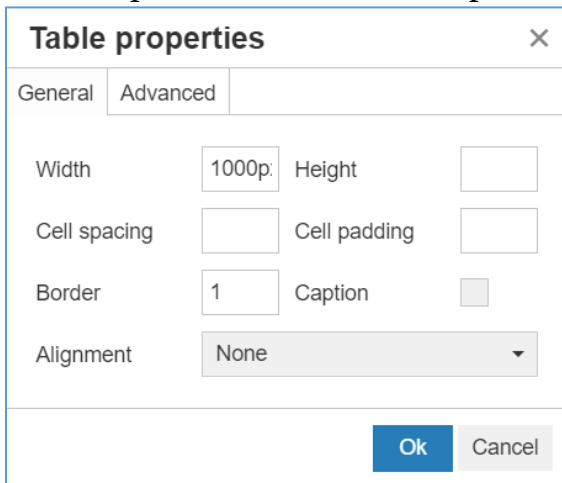 Table properties ×
General Advanced
Width 1000p Height
Cell spacing Cell padding
Border 1 Caption
Alignment None
Ok Cancel